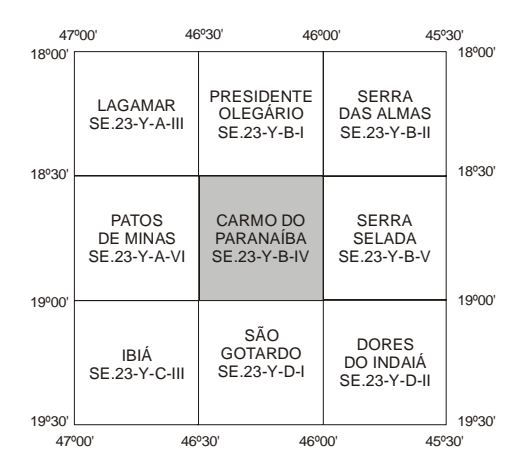 47º00' 46º30' 46º00' 45º30'
18º00' 18º00'
LAGAMAR
SE.23-Y-A-III
PRESIDENTE
OLEGÁRIO
SE.23-Y-B-I
SERRA
DAS ALMAS
SE.23-Y-B-II
18º30' 18º30'
PATOS
DE MINAS
SE.23-Y-A-VI
CARMO DO
PARANAÍBA
SE.23-Y-B-IV
SERRA
SELADA
SE.23-Y-B-V
19º00' 19º00'
IBIÁ
SE.23-Y-C-III
SÃO
GOTARDO
SE.23-Y-D-I
DORES
DO INDAIÁ
SE.23-Y-D-II
19º30' 19º30'
47º00' 46º30' 46º00' 45º30'